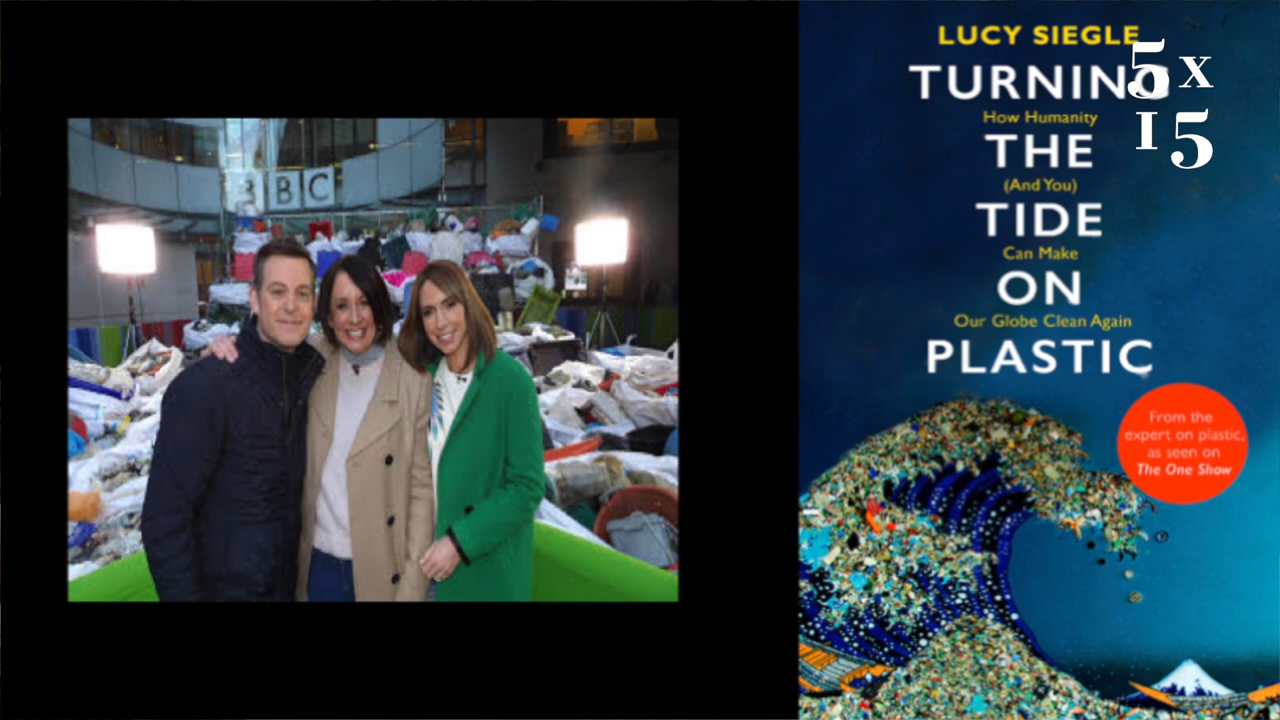 BBC
LUCY SIEGLE
TURNING
How Humanity
THE
(And You)
TIDE
Can Make
ON
Our Globe Clean Again
PLASTIC
From the
expert on plastic,
as seen on
The One Show
5 x
15